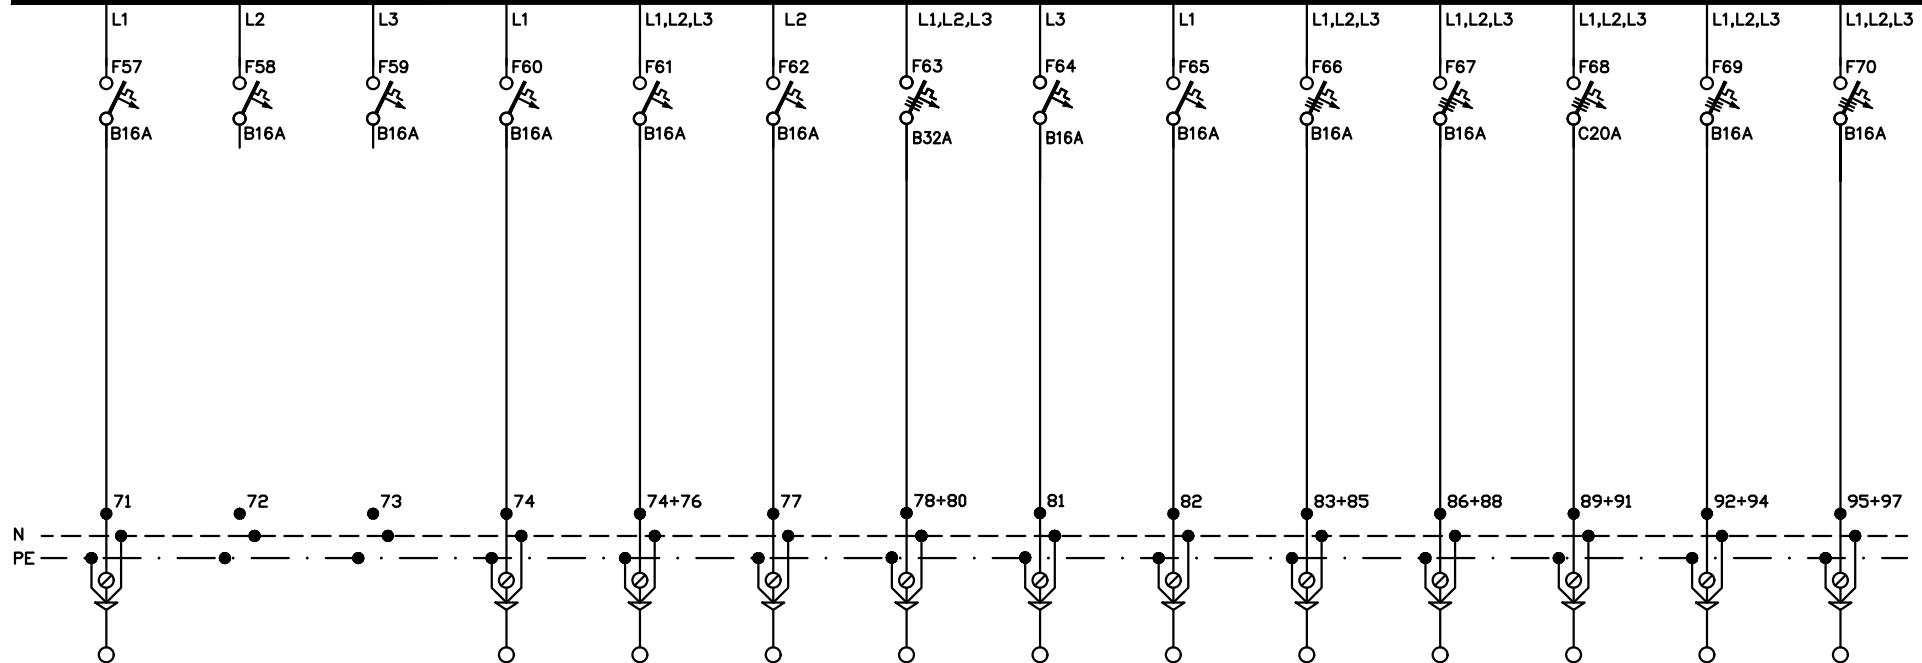 L1 L2 L3 L1 L1,L2,L3 L2 L1,L2,L3 L3 L1 L1,L2,L3 L1,L2,L3 L1,L2,L3 L1,L2,L3 L1,L2,L3
F57 F58 F59 F60 F61 F62 F63 F64 F65 F66 F67 F68 F69 F70
B16A B16A B16A B16A B16A B16A B32A B16A B16A B16A B16A C20A B16A B16A
71 72 73 74 74+76 77 78+80 81 82 83+85 86+88 89+91 92+94 95+97
N
PE